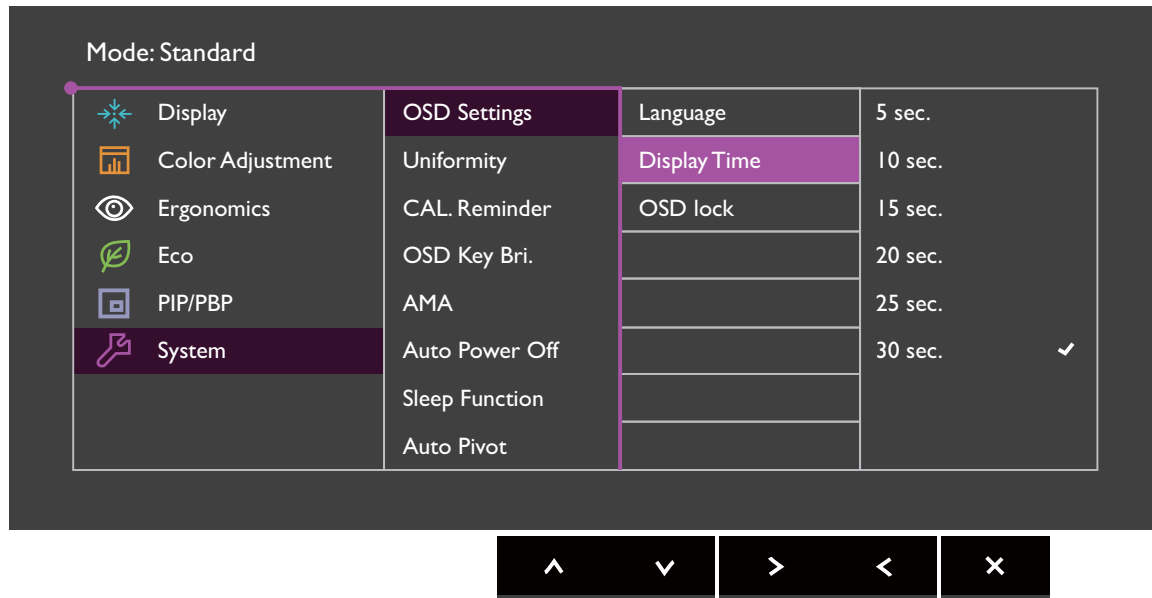 Mode: Standard
Display
Color Adjustment
Ergonomics
Eco
PIP/PBP
System
OSD Settings
Uniformity
CAL. Reminder
OSD Key Bri.
AMA
Auto Power Off
Sleep Function
Auto Pivot
Language
Display Time
OSD lock
5 sec.
10 sec.
15 sec.
20 sec.
25 sec.
30 sec.